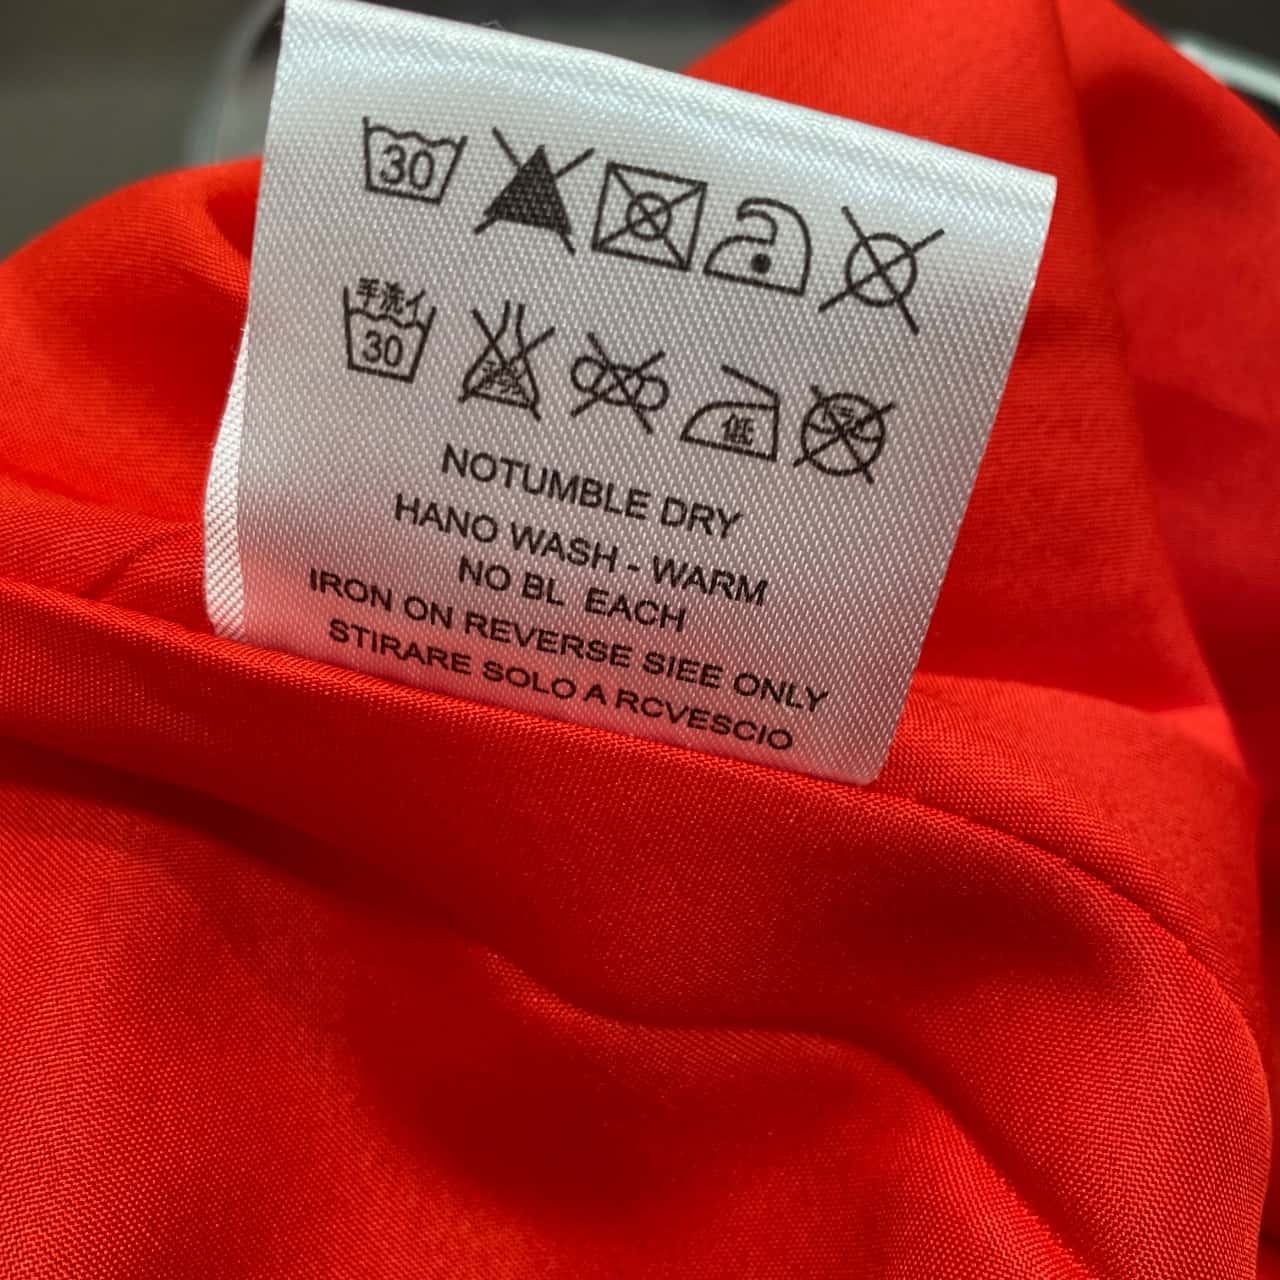 30
手洗イ
30
低
NOTUMBLE DRY
HANO WASH - WARM
NO BL EACH
IRON ON REVERSE SIEE ONLY
STIRARE SOLO A RCVESCIO